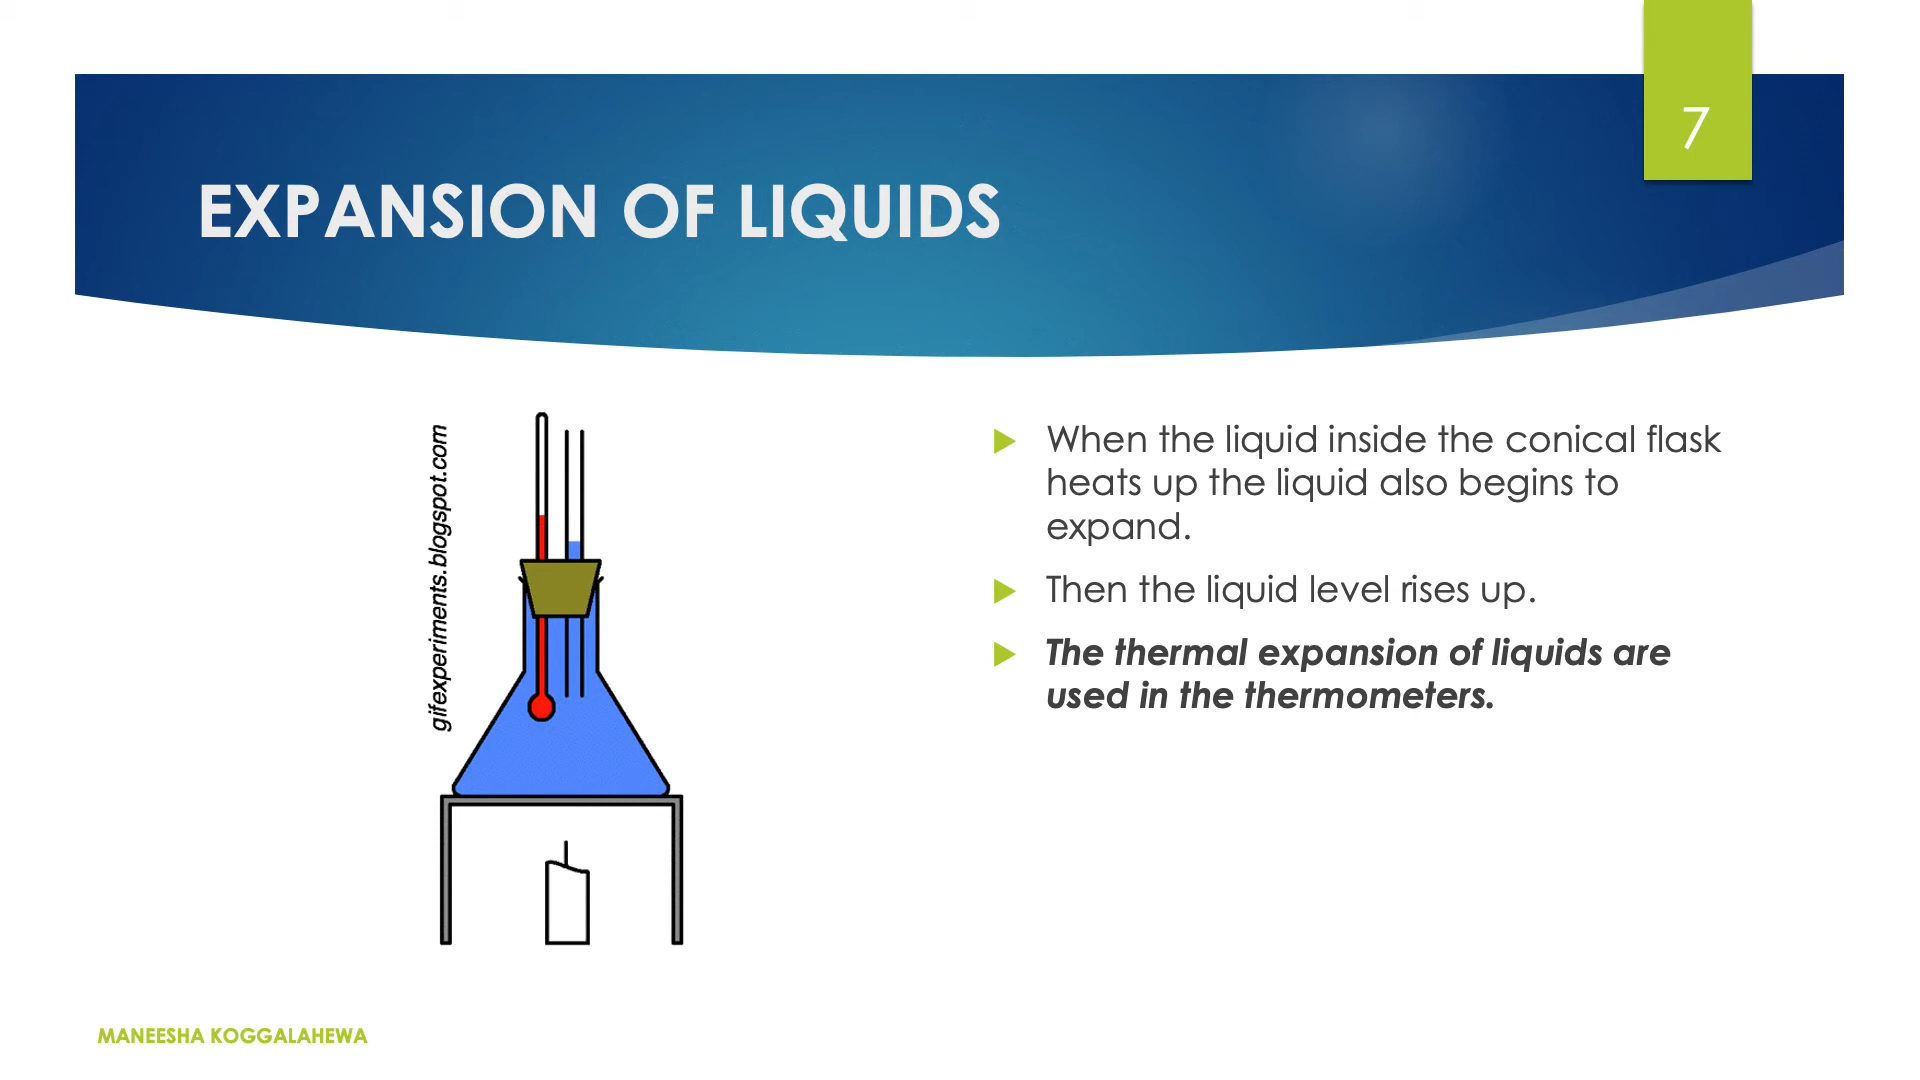 7
EXPANSION OF LIQUIDS
gifexperiments.blogspot.com
When the liquid inside the conical flask
heats up the liquid also begins to
expand.
Then the liquid level rises up.
The thermal expansion of liquids are
used in the thermometers.
MANEESHA KOGGALAHEWA